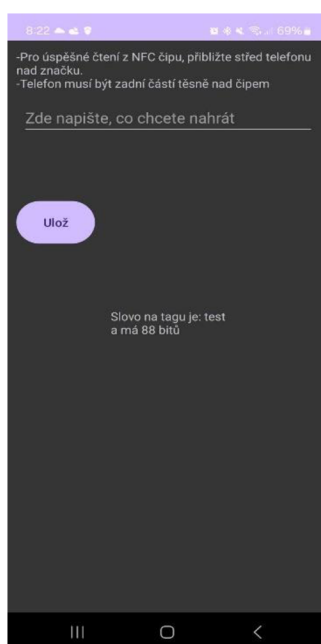 8:22
69%
-Pro úspěšné čtení z NFC čipu, přibližte střed telefonu
nad značku.
-Telefon musí být zadní částí těsně nad čipem
Zde napište, co chcete nahrát
Ulož
Slovo na tagu je: test
a má 88 bitů